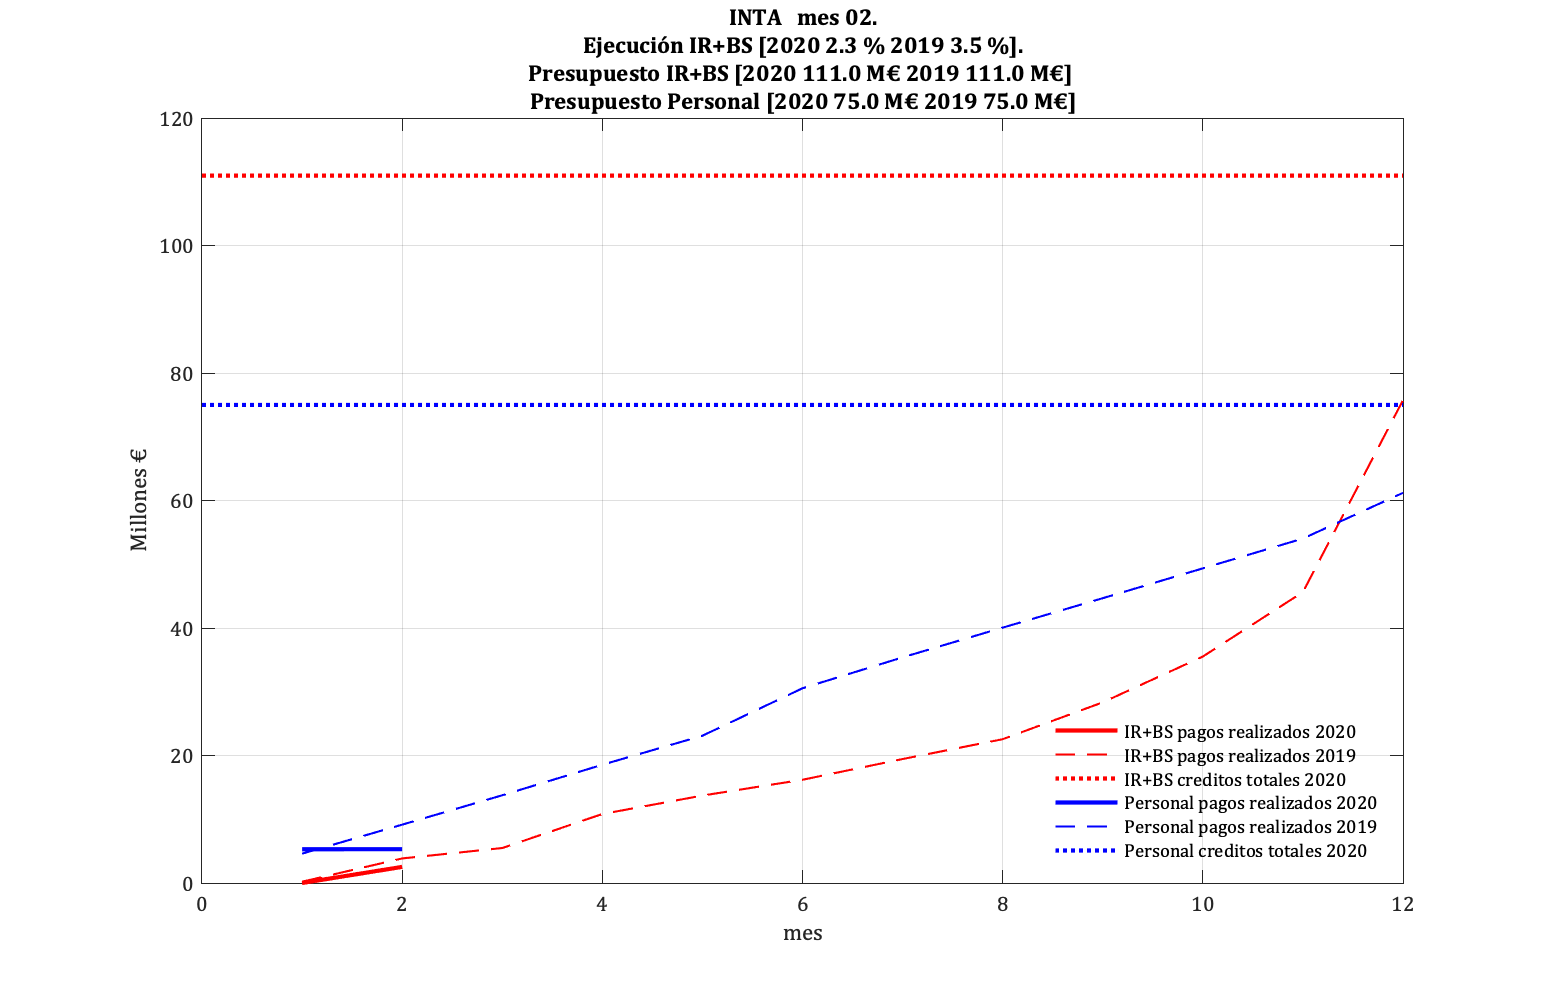 INTA   mes 02.
Ejecución IR+BS [2020 2.3 % 2019 3.5 %].
Presupuesto IR+BS [2020 111.0 M€ 2019 111.0 M€]
Presupuesto Personal [2020 75.0 M€ 2019 75.0 M€]
120
100
80
60
40
20
0
Millones €
IR+BS pagos realizados 2020
IR+BS pagos realizados 2019
IR+BS creditos totales 2020
Personal pagos realizados 2020
Personal pagos realizados 2019
Personal creditos totales 2020
0 2 4 6 8 10 12
mes